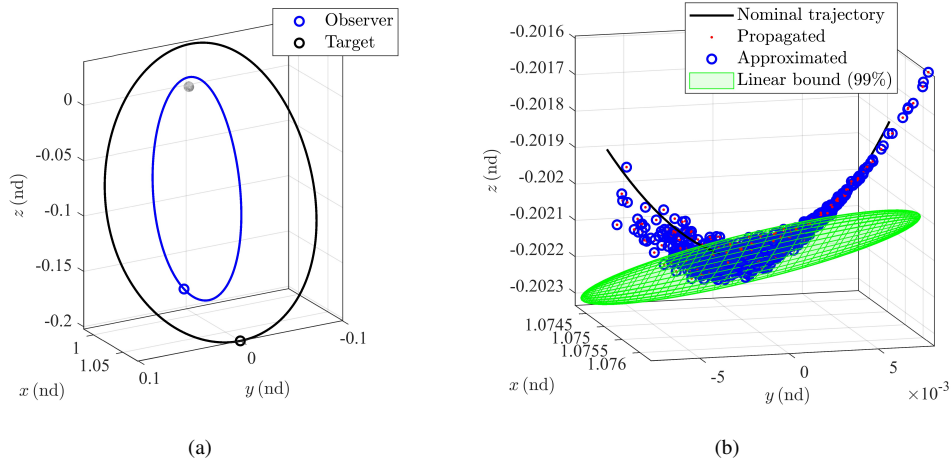 Observer
Target
0
-0.05
-0.1
-0.15
-0.2
z (nd)
1
1.05
x (nd)
0.1
0
-0.1
y (nd)
(a)
Nominal trajectory
Propagated
Approximated
Linear bound (99%)
-0.2016
-0.2017
-0.2018
-0.2019
-0.202
-0.2021
-0.2022
-0.2023
z (nd)
1.0745
1.075
1.0755
1.076
x (nd)
-5
0
5
×10⁻³
y (nd)
(b)